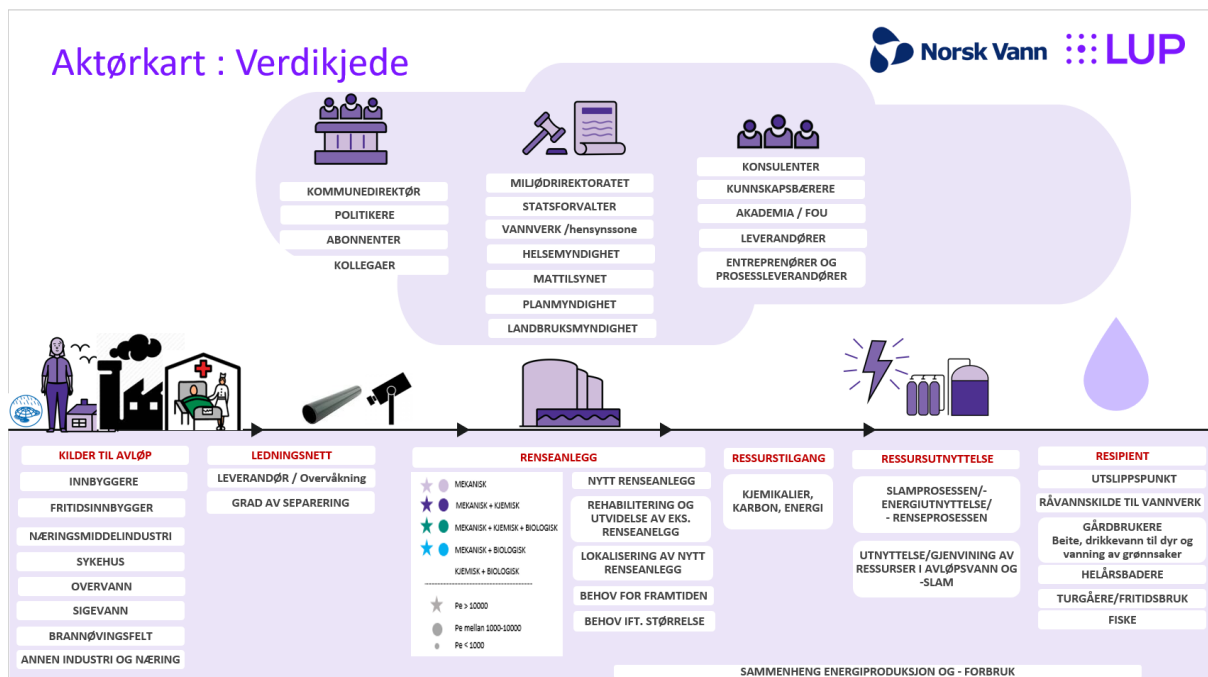 Aktørkart : Verdikjede
Norsk Vann
LUP
KOMMUNEDIREKTØR
POLITIKERE
ABONNENTER
KOLLEGAER
MILJØDRIREKTORATET
STATSFORVALTER
VANNVERK /hensynssone
HELSEMYNDIGHET
MATTILSYNET
PLANMYNDIGHET
LANDBRUKSMYNDIGHET
KONSULENTER
KUNNSKAPSBÆRERE
AKADEMIA / FOU
LEVERANDØRER
ENTREPRENØRER OG
PROSESSLEVERANDØRER
KILDER TIL AVLØP
INNBYGGERE
FRITIDSINNBYGGER
NÆRINGSMIDDELINDUSTRI
SYKEHUS
OVERVANN
SIGEVANN
BRANNØVINGSFELT
ANNEN INDUSTRI OG NÆRING
LEDNINGSNETT
LEVERANDØR / Overvåkning
GRAD AV SEPARERING
RENSEANLEGG
MEKANISK
MEKANISK + KJEMISK
MEKANISK + KJEMISK + BIOLOGISK
MEKANISK + BIOLOGISK
KJEMISK + BIOLOGISK
Pe > 10000
Pe mellan 1000-10000
Pe < 1000
NYTT RENSEANLEGG
REHABILITERING OG
UTVIDELSE AV EKS.
RENSEANELGG
LOKALISERING AV NYTT
RENSEANLEGG
BEHOV FOR FRAMTIDEN
BEHOV IFT. STØRRELSE
RESSURSTILGANG
KJEMIKALIER,
KARBON, ENERGI
RESSURSUTNYTTELSE
SLAMPROSESSEN/-
ENERGIUTNYTTELSE/
- RENSEPROSESSEN
UTNYTTELSE/GJENVINING AV
RESSURSER I AVLØPSVANN OG
-SLAM
RESIPIENT
UTSLIPPSPUNKT
RÅVANNSKILDE TIL VANNVERK
GÅRDBRUKERE
Beite, drikkevann til dyr og
vanning av grønnsaker
HELÅRSBADERE
TURGÅERE/FRITIDSBRUK
FISKE
SAMMENHENG ENERGIPRODUKSJON OG - FORBRUK